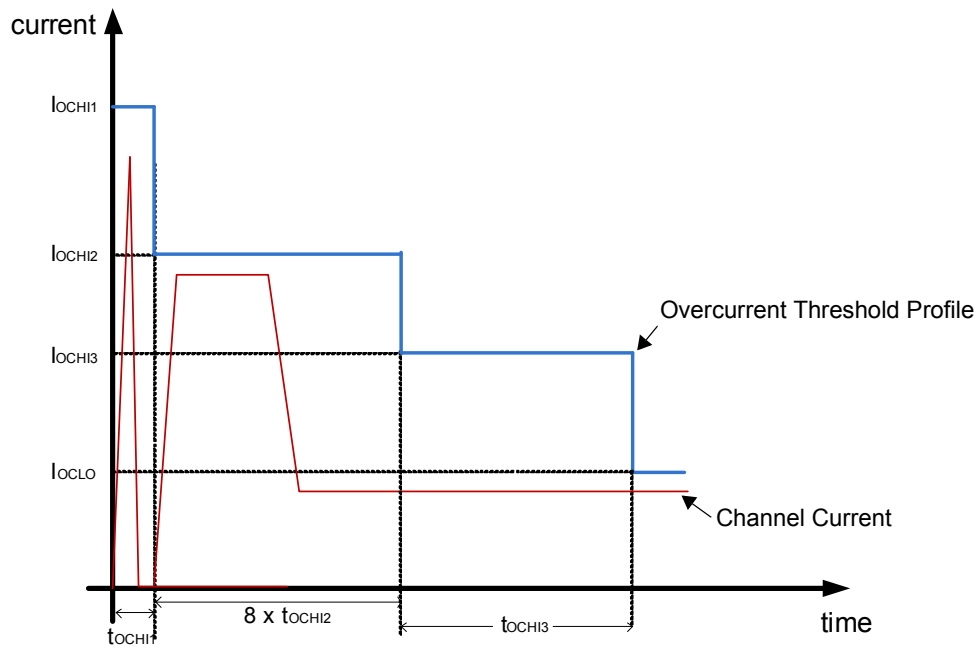 current
IOCHI1
IOCHI2
Overcurrent Threshold Profile
IOCHI3
IOCLO
Channel Current
8 x tOCHI2
tOCHI3
time
tOCHI1